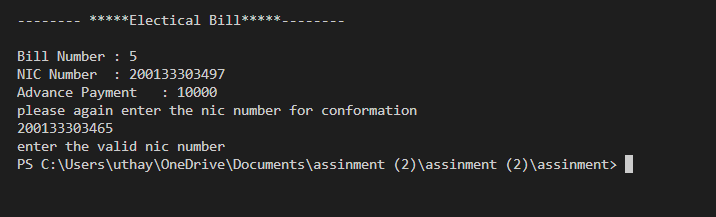 -------- *****Electical Bill*****--------
Bill Number : 5
NIC Number  : 200133303497
Advance Payment   : 10000
please again enter the nic number for conformation
200133303465
enter the valid nic number
PS C:\Users\uthay\OneDrive\Documents\assinment (2)\assinment (2)\assinment>